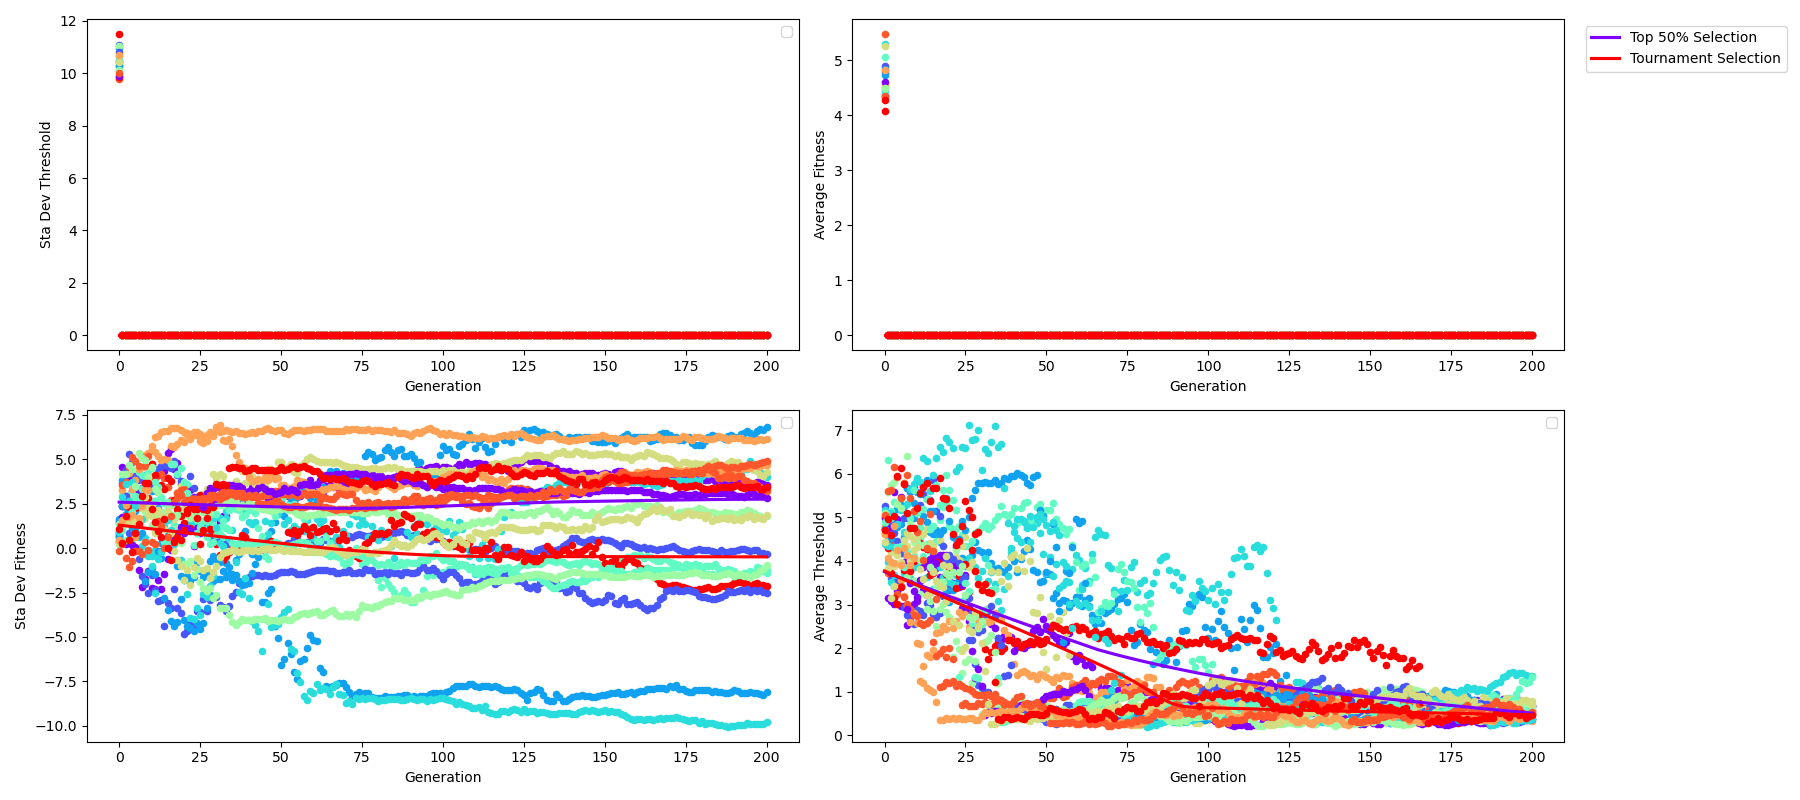 12
10
8
6
4
2
0
Sta Dev Threshold
0 25 50 75 100 125 150 175 200
Generation
5
4
3
2
1
0
Average Fitness
0 25 50 75 100 125 150 175 200
Generation
Top 50% Selection
Tournament Selection
7.5
5.0
2.5
0.0
−2.5
−5.0
−7.5
−10.0
Sta Dev Fitness
0 25 50 75 100 125 150 175 200
Generation
7
6
5
4
3
2
1
0
Average Threshold
0 25 50 75 100 125 150 175 200
Generation